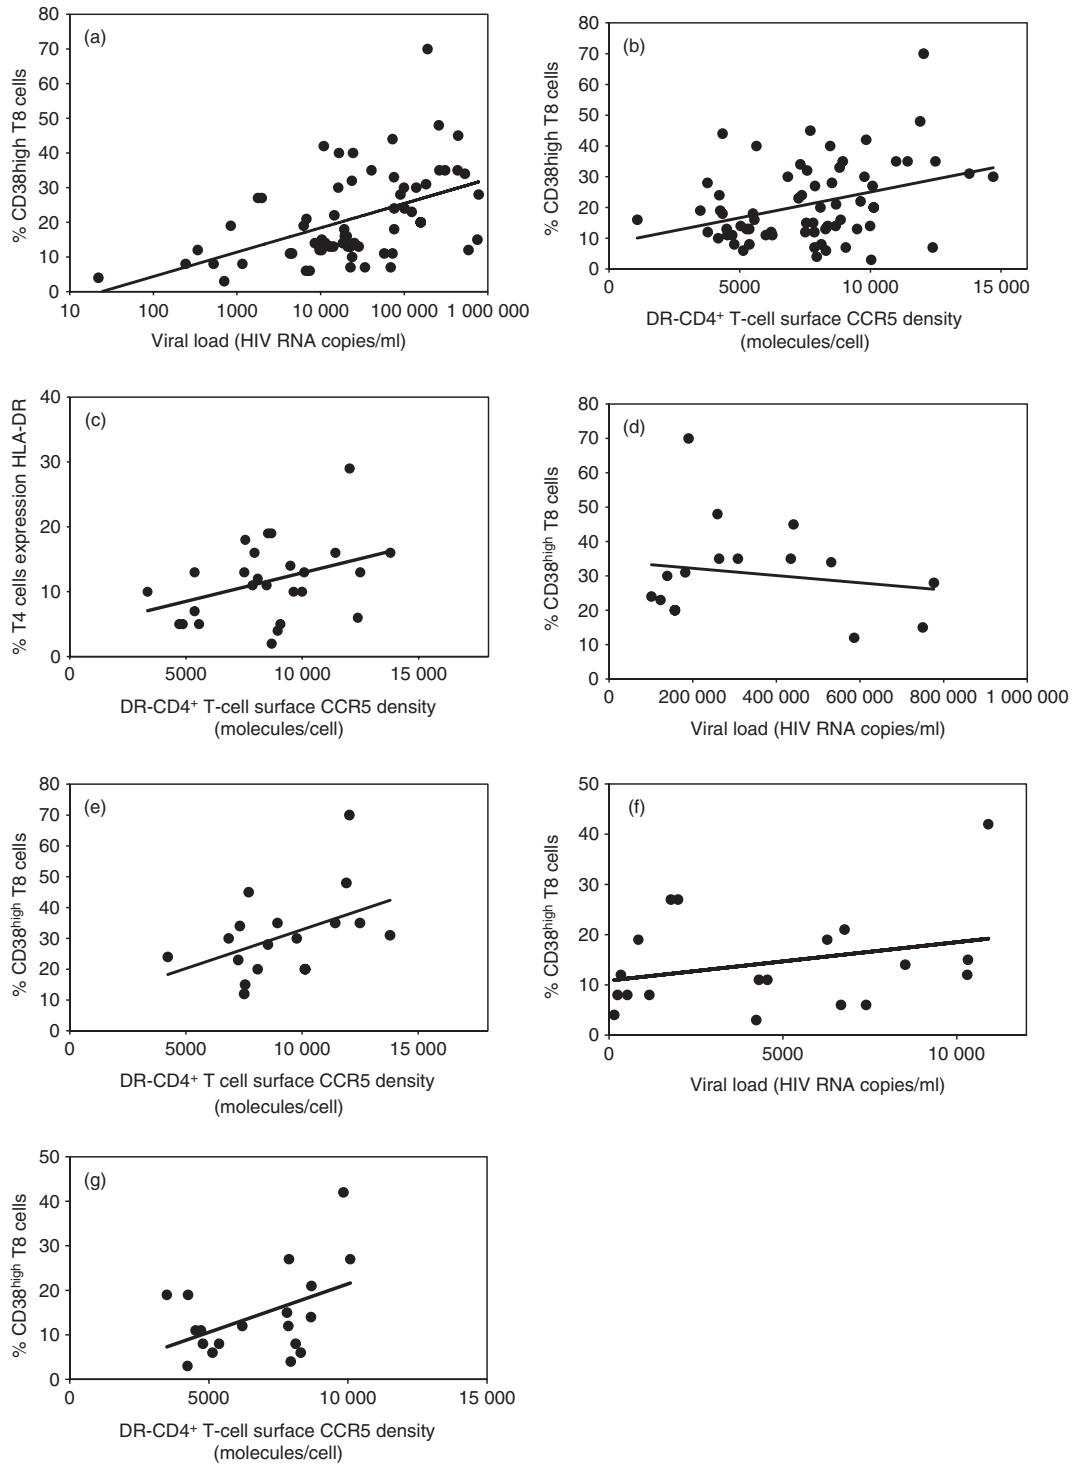 (a)
% CD38high T8 cells
80
70
60
50
40
30
20
10
0
10 100 1000 10 000 100 000 1 000 000
Viral load (HIV RNA copies/ml)
(b)
% CD38high T8 cells
80
70
60
50
40
30
20
10
0
0 5000 10 000 15 000
DR-CD4⁺ T-cell surface CCR5 density
(molecules/cell)
(c)
% T4 cells expression HLA-DR
40
30
20
10
0
0 5000 10 000 15 000
DR-CD4⁺ T-cell surface CCR5 density
(molecules/cell)
(d)
% CD38ʰⁱᵍʰ T8 cells
80
70
60
50
40
30
20
10
0
0 200 000 400 000 600 000 800 000 1 000 000
Viral load (HIV RNA copies/ml)
(e)
% CD38ʰⁱᵍʰ T8 cells
80
70
60
50
40
30
20
10
0
0 5000 10 000 15 000
DR-CD4⁺ T cell surface CCR5 density
(molecules/cell)
(f)
% CD38ʰⁱᵍʰ T8 cells
50
40
30
20
10
0
0 5000 10 000
Viral load (HIV RNA copies/ml)
(g)
% CD38ʰⁱᵍʰ T8 cells
50
40
30
20
10
0
0 5000 10 000 15 000
DR-CD4⁺ T-cell surface CCR5 density
(molecules/cell)